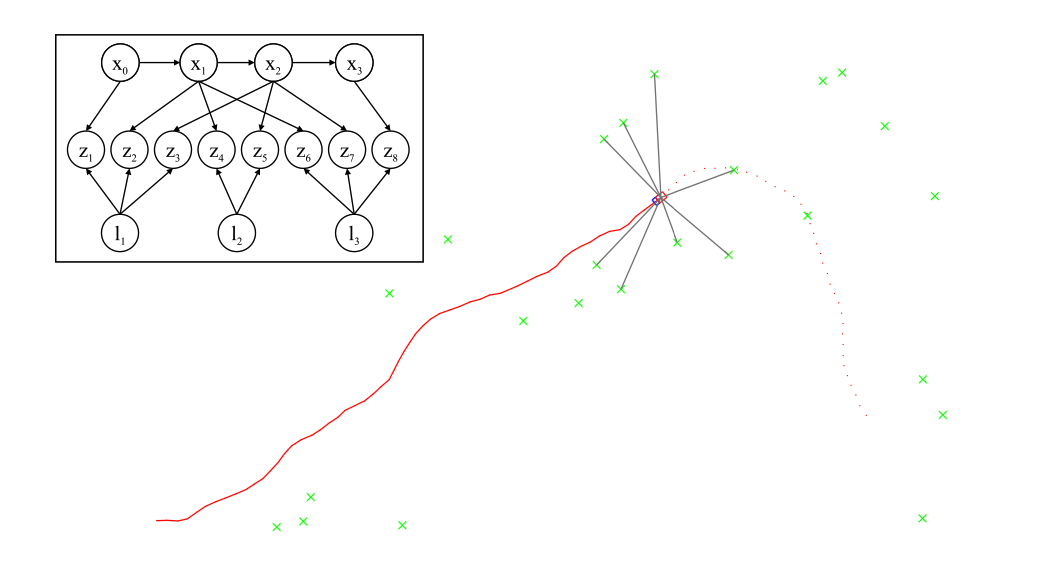 x₀ x₁ x₂ x₃
z₁ z₂ z₃ z₄ z₅ z₆ z₇ z₈
l₁ l₂ l₃